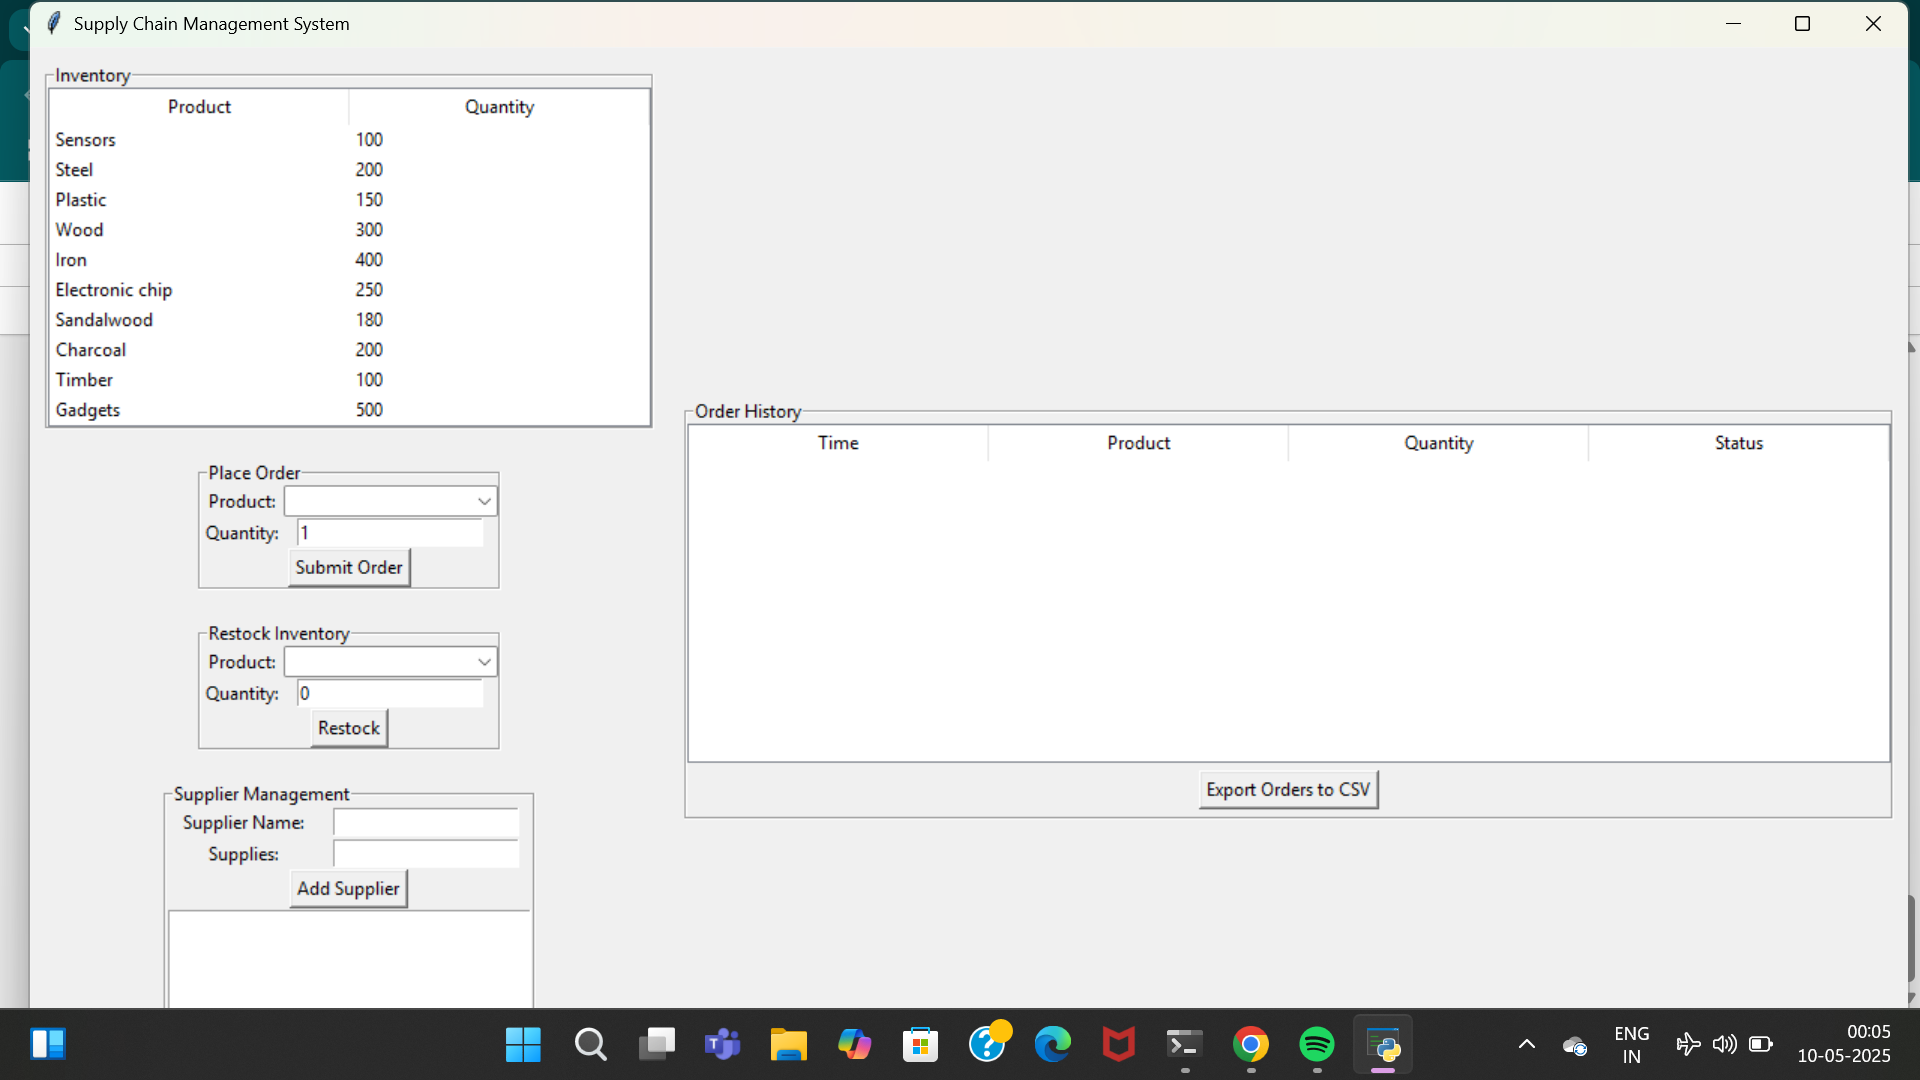 Supply Chain Management System
Inventory
Product Quantity
Sensors 100
Steel 200
Plastic 150
Wood 300
Iron 400
Electronic chip 250
Sandalwood 180
Charcoal 200
Timber 100
Gadgets 500
Place Order
Product:
Quantity: 1
Submit Order
Restock Inventory
Product:
Quantity: 0
Restock
Supplier Management
Supplier Name:
Supplies:
Add Supplier
Order History
Time Product Quantity Status
Export Orders to CSV
ENG
IN
00:05
10-05-2025